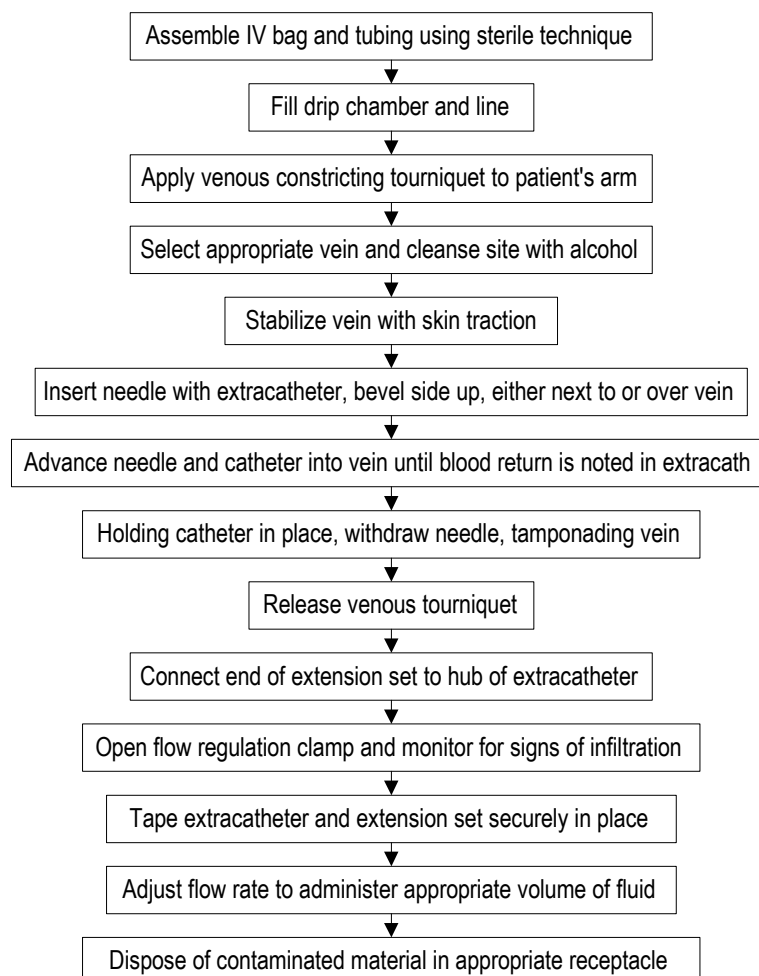 Assemble IV bag and tubing using sterile technique
Fill drip chamber and line
Apply venous constricting tourniquet to patient's arm
Select appropriate vein and cleanse site with alcohol
Stabilize vein with skin traction
Insert needle with extracatheter, bevel side up, either next to or over vein
Advance needle and catheter into vein until blood return is noted in extracath
Holding catheter in place, withdraw needle, tamponading vein
Release venous tourniquet
Connect end of extension set to hub of extracatheter
Open flow regulation clamp and monitor for signs of infiltration
Tape extracatheter and extension set securely in place
Adjust flow rate to administer appropriate volume of fluid
Dispose of contaminated material in appropriate receptacle